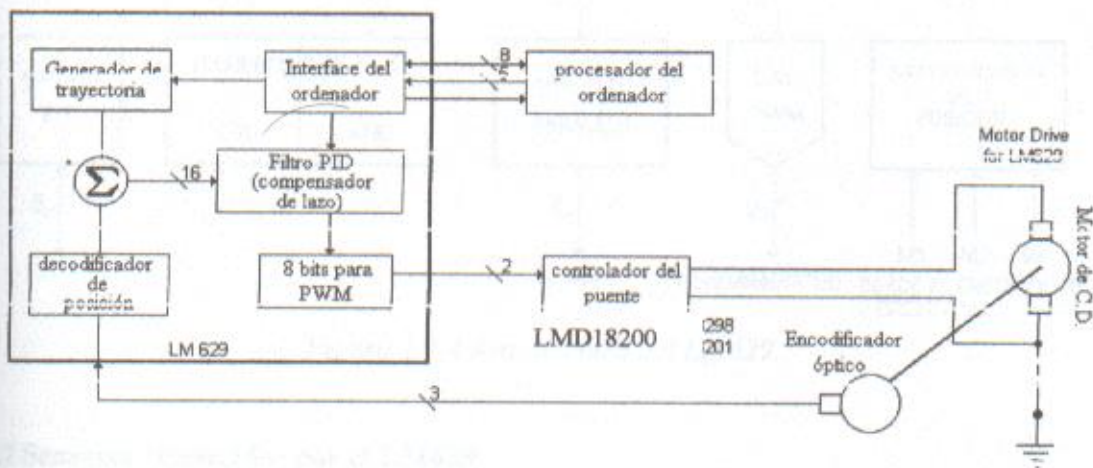 Generador de
trayectoria
Interface del
ordenador
8
procesador del
ordenador
Motor Drive
for LM629
Motor de C.D.
Σ
16
Filtro PID
(compensador
de lazo)
decodificador
de
posición
8 bits para
PWM
2
controlador del
puente
LMD18200
LM 629
Encodificador
óptico
3